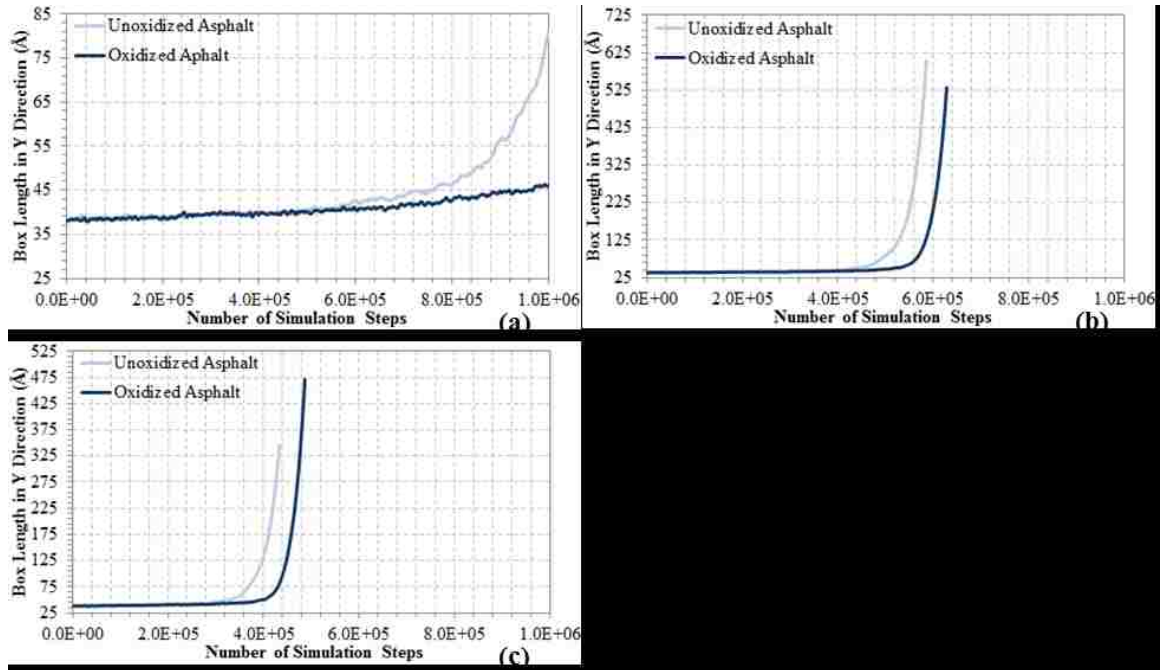 85
75
65
55
45
35
25
Box Length in Y Direction (Å)
Unoxidized Asphalt
Oxidized Aphalt
0.0E+00 2.0E+05 4.0E+05 6.0E+05 8.0E+05 1.0E+06
Number of Simulation Steps
(a)
725
625
525
425
325
225
125
25
Box Length in Y Direction (Å)
Unoxidized Asphalt
Oxidized Asphalt
0.0E+00 2.0E+05 4.0E+05 6.0E+05 8.0E+05 1.0E+06
Number of Simulation Steps
(b)
525
475
425
375
325
275
225
175
125
75
25
Box Length in Y Direction (Å)
Unoxidized Asphalt
Oxidized Asphalt
0.0E+00 2.0E+05 4.0E+05 6.0E+05 8.0E+05 1.0E+06
Number of Simulation Steps
(c)